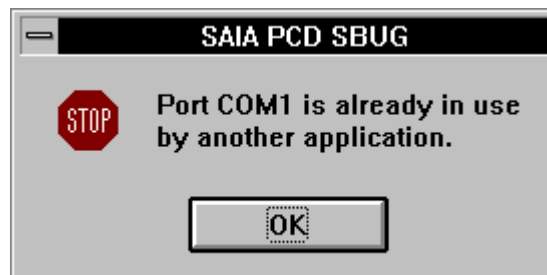 SAIA PCD SBUG
STOP
Port COM1 is already in use
by another application.
OK